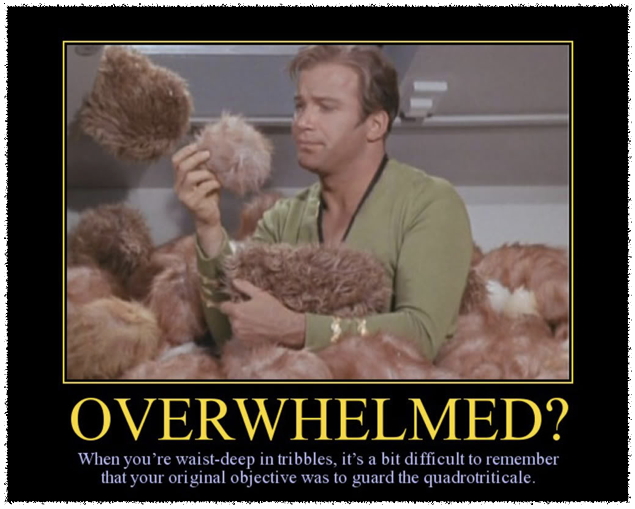 OVERWHELMED?
When you're waist-deep in tribbles, it's a bit difficult to remember
that your original objective was to guard the quadrotriticale.